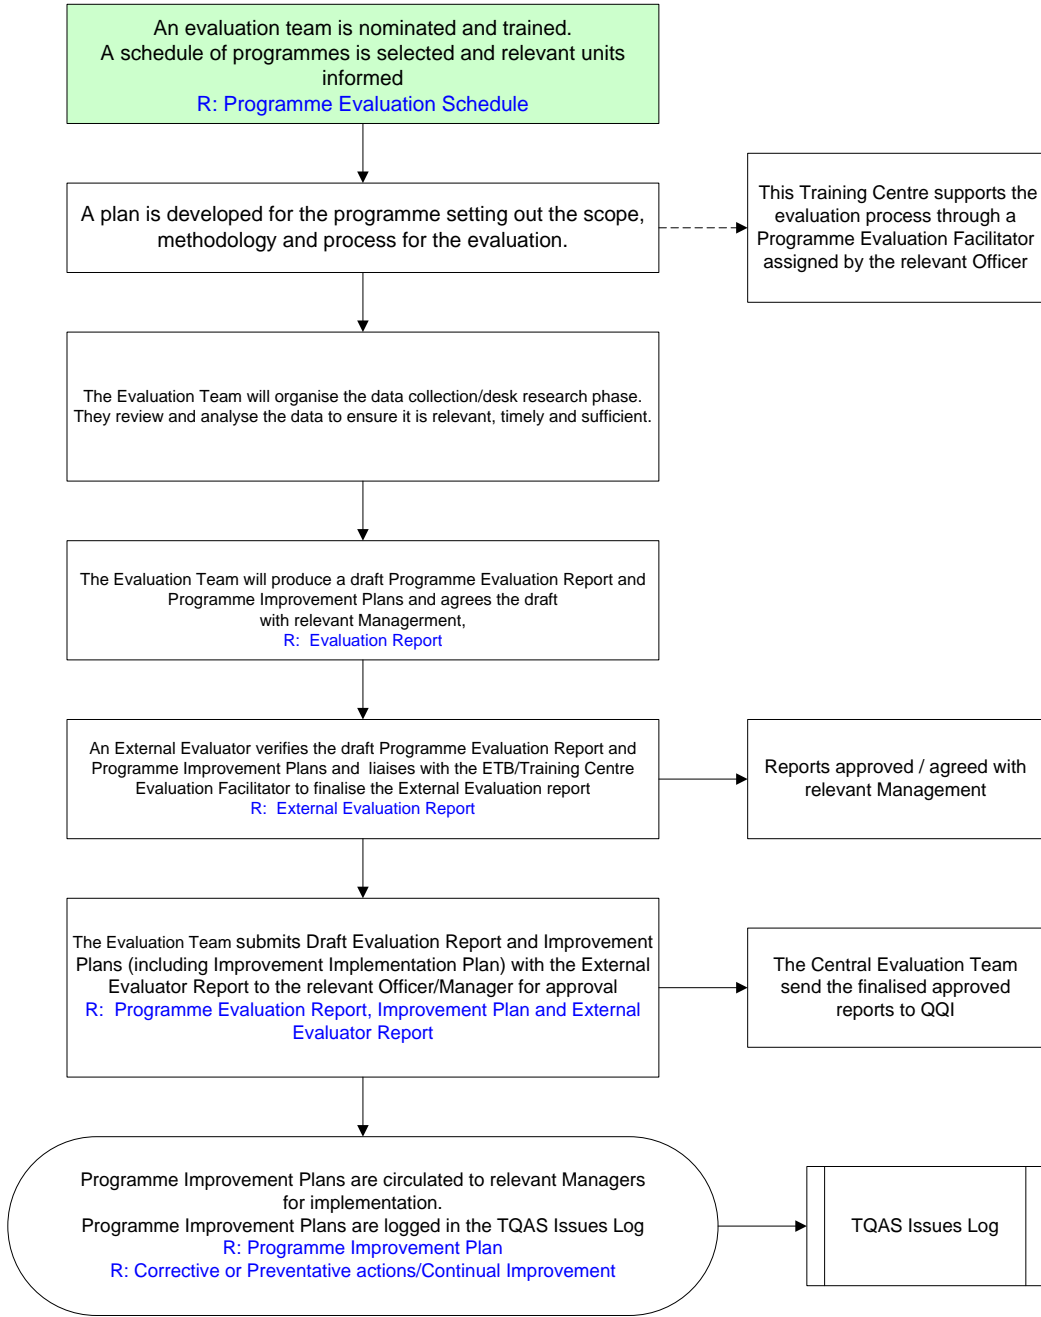 An evaluation team is nominated and trained.
A schedule of programmes is selected and relevant units
informed
R: Programme Evaluation Schedule
A plan is developed for the programme setting out the scope,
methodology and process for the evaluation.
This Training Centre supports the
evaluation process through a
Programme Evaluation Facilitator
assigned by the relevant Officer
The Evaluation Team will organise the data collection/desk research phase.
They review and analyse the data to ensure it is relevant, timely and sufficient.
The Evaluation Team will produce a draft Programme Evaluation Report and
Programme Improvement Plans and agrees the draft
with relevant Managerment,
R: Evaluation Report
An External Evaluator verifies the draft Programme Evaluation Report and
Programme Improvement Plans and liaises with the ETB/Training Centre
Evaluation Facilitator to finalise the External Evaluation report
R: External Evaluation Report
Reports approved / agreed with
relevant Management
The Evaluation Team submits Draft Evaluation Report and Improvement
Plans (including Improvement Implementation Plan) with the External
Evaluator Report to the relevant Officer/Manager for approval
R: Programme Evaluation Report, Improvement Plan and External
Evaluator Report
The Central Evaluation Team
send the finalised approved
reports to QQI
Programme Improvement Plans are circulated to relevant Managers
for implementation.
Programme Improvement Plans are logged in the TQAS Issues Log
R: Programme Improvement Plan
R: Corrective or Preventative actions/Continual Improvement
TQAS Issues Log